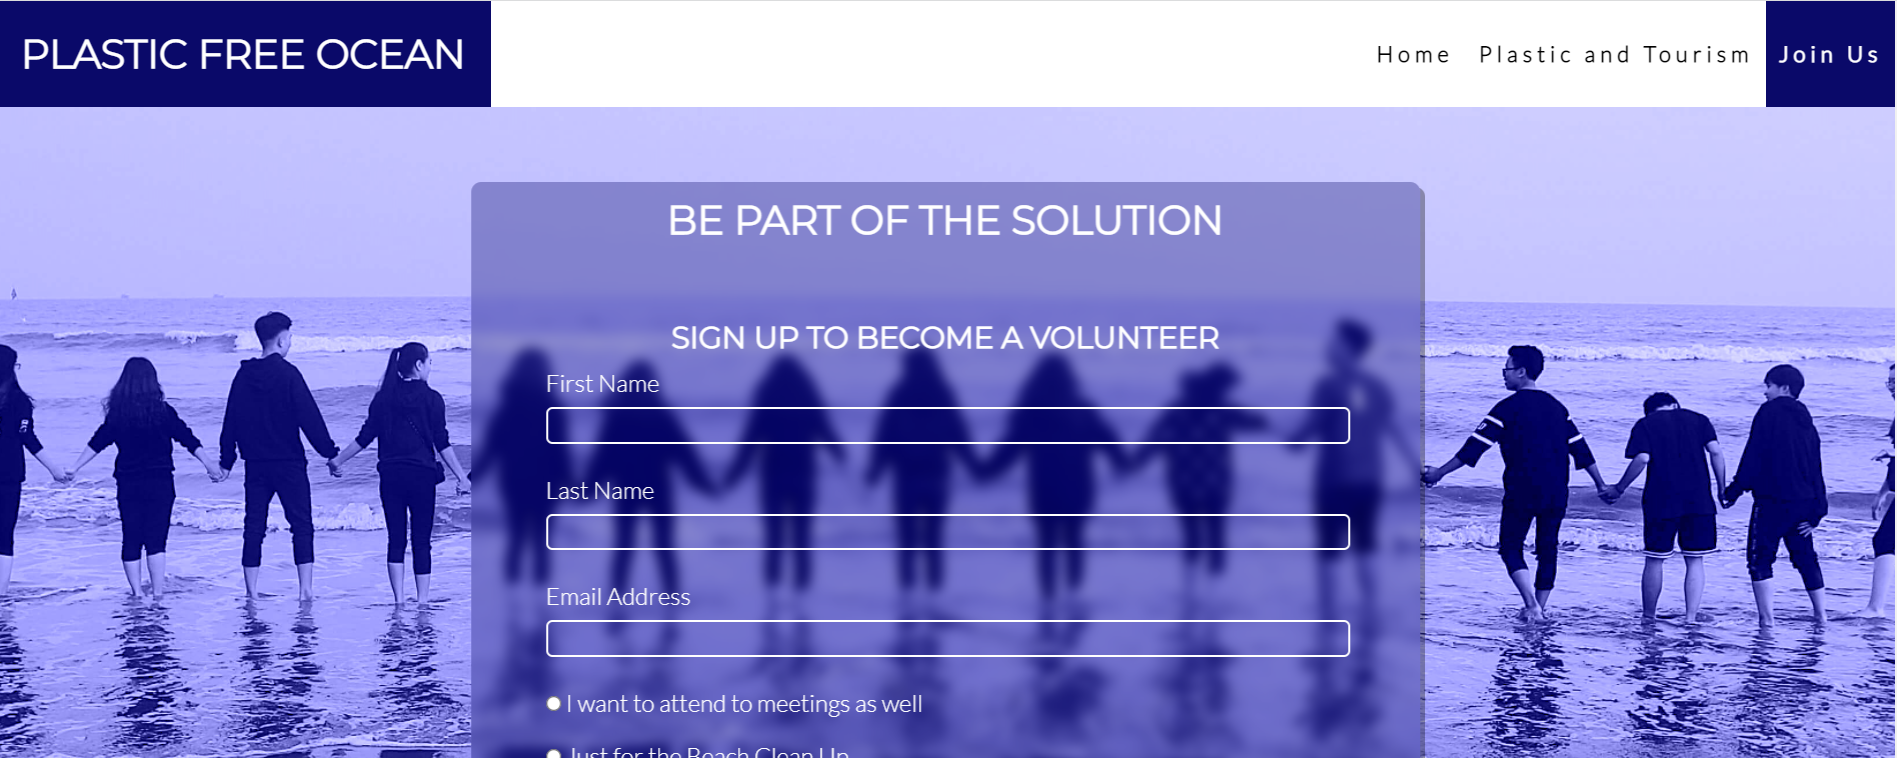 PLASTIC FREE OCEAN
Home Plastic and Tourism Join Us
BE PART OF THE SOLUTION
SIGN UP TO BECOME A VOLUNTEER
First Name
Last Name
Email Address
I want to attend to meetings as well
Just for the Beach Clean Up